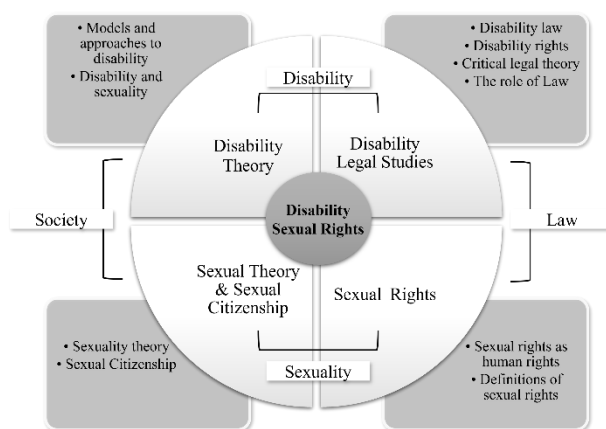 • Models and
approaches to
disability
• Disability and
sexuality
• Disability law
• Disability rights
• Critical legal theory
• The role of Law
Disability
Disability
Theory
Disability
Legal Studies
Society
Disability
Sexual Rights
Law
Sexual Theory
& Sexual
Citizenship
Sexual Rights
Sexuality
• Sexuality theory
• Sexual Citizenship
• Sexual rights as
human rights
• Definitions of
sexual rights